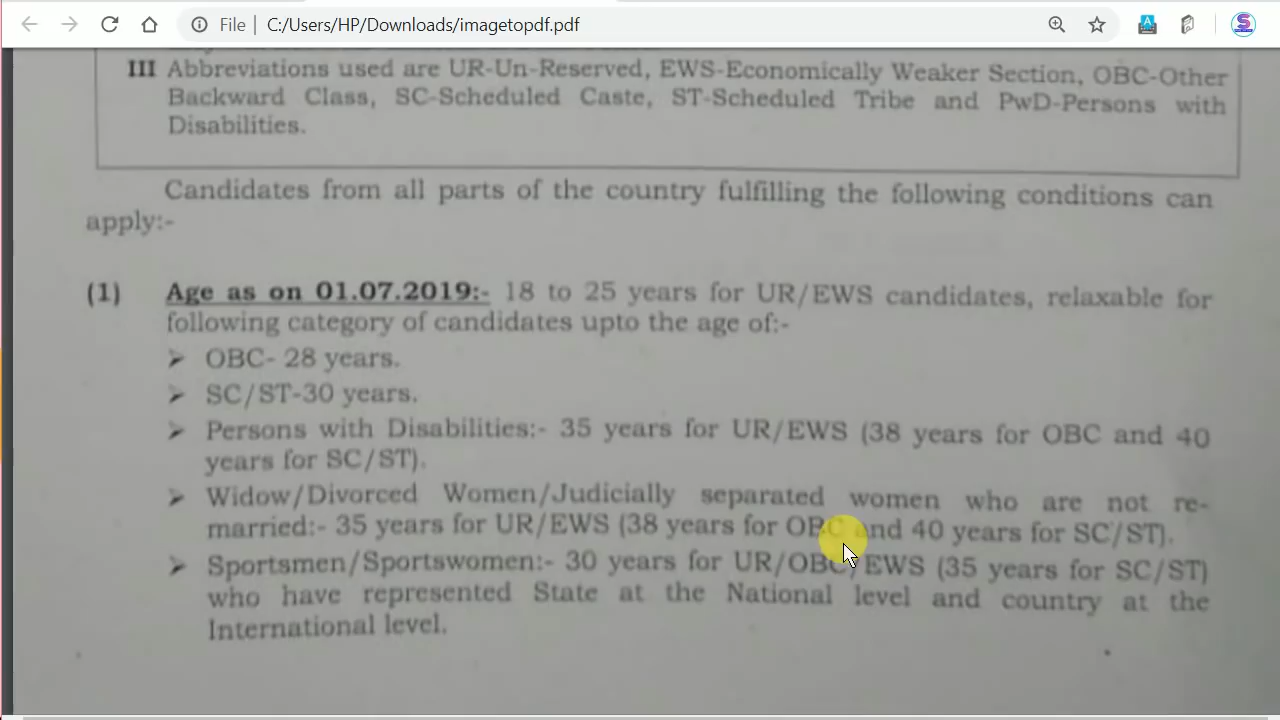 File | C:/Users/HP/Downloads/imagetopdf.pdf
III Abbreviations used are UR-Un-Reserved, EWS-Economically Weaker Section, OBC-Other
Backward Class, SC-Scheduled Caste, ST-Scheduled Tribe and PwD-Persons with
Disabilities.
Candidates from all parts of the country fulfilling the following conditions can
apply:-
(1) Age as on 01.07.2019:- 18 to 25 years for UR/EWS candidates, relaxable for
following category of candidates upto the age of:-
➤ OBC- 28 years.
➤ SC/ST-30 years.
➤ Persons with Disabilities:- 35 years for UR/EWS (38 years for OBC and 40
years for SC/ST).
➤ Widow/Divorced Women/Judicially separated women who are not re-
married:- 35 years for UR/EWS (38 years for OBC and 40 years for SC/ST).
➤ Sportsmen/Sportswomen:- 30 years for UR/OBC/EWS (35 years for SC/ST)
who have represented State at the National level and country at the
International level.